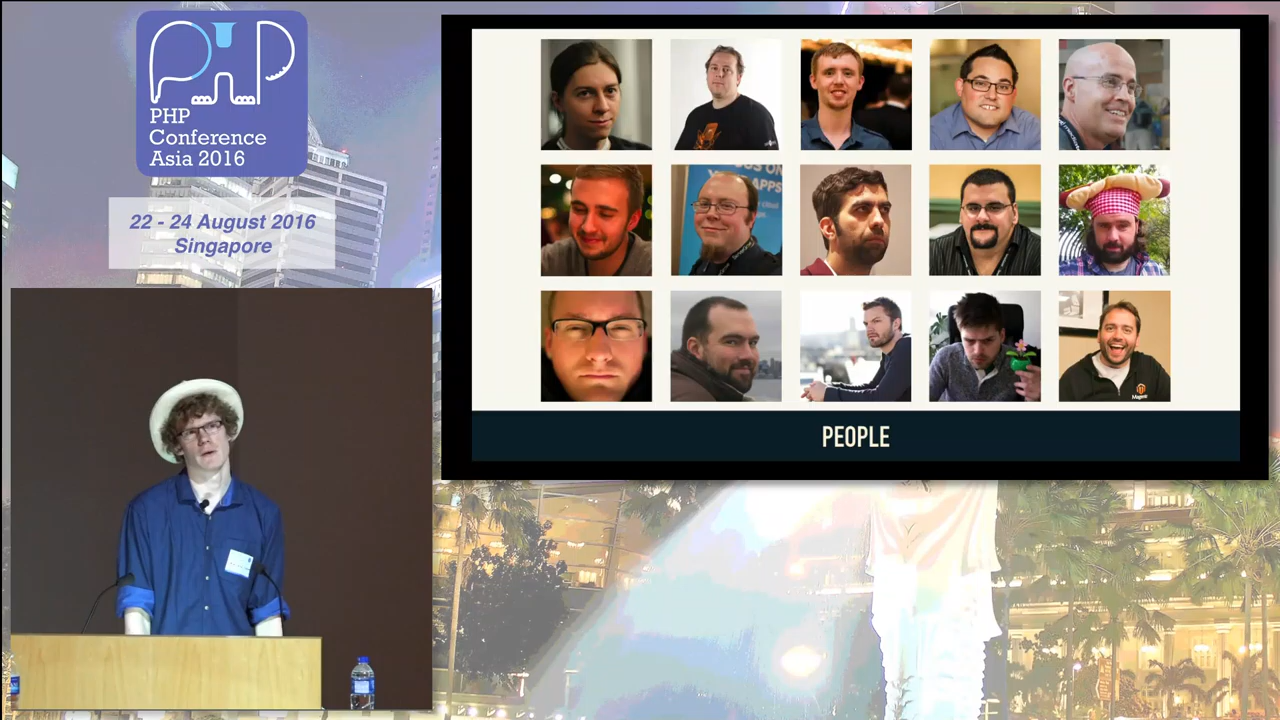 PHP
Conference
Asia 2016
22 - 24 August 2016
Singapore
PEOPLE